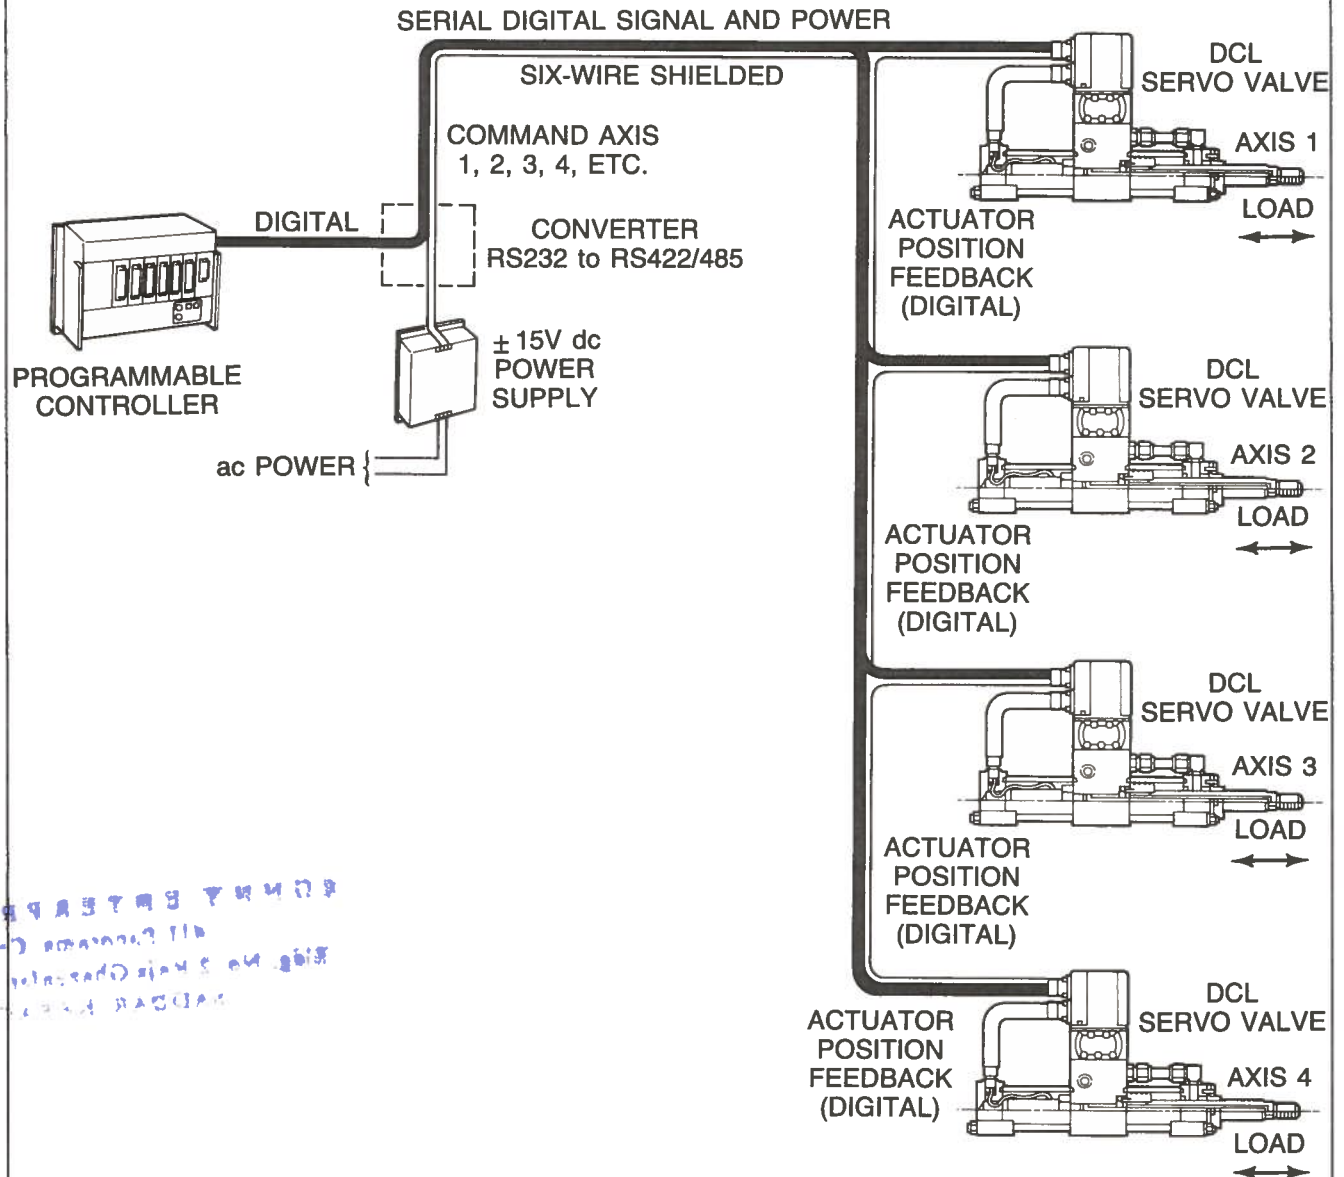 SERIAL DIGITAL SIGNAL AND POWER
SIX-WIRE SHIELDED
COMMAND AXIS
1, 2, 3, 4, ETC.
DIGITAL
CONVERTER
RS232 to RS422/485
PROGRAMMABLE
CONTROLLER
± 15V dc
POWER
SUPPLY
ac POWER
DCL
SERVO VALVE
AXIS 1
LOAD
ACTUATOR
POSITION
FEEDBACK
(DIGITAL)
DCL
SERVO VALVE
AXIS 2
LOAD
ACTUATOR
POSITION
FEEDBACK
(DIGITAL)
DCL
SERVO VALVE
AXIS 3
LOAD
ACTUATOR
POSITION
FEEDBACK
(DIGITAL)
DCL
SERVO VALVE
AXIS 4
LOAD
ACTUATOR
POSITION
FEEDBACK
(DIGITAL)